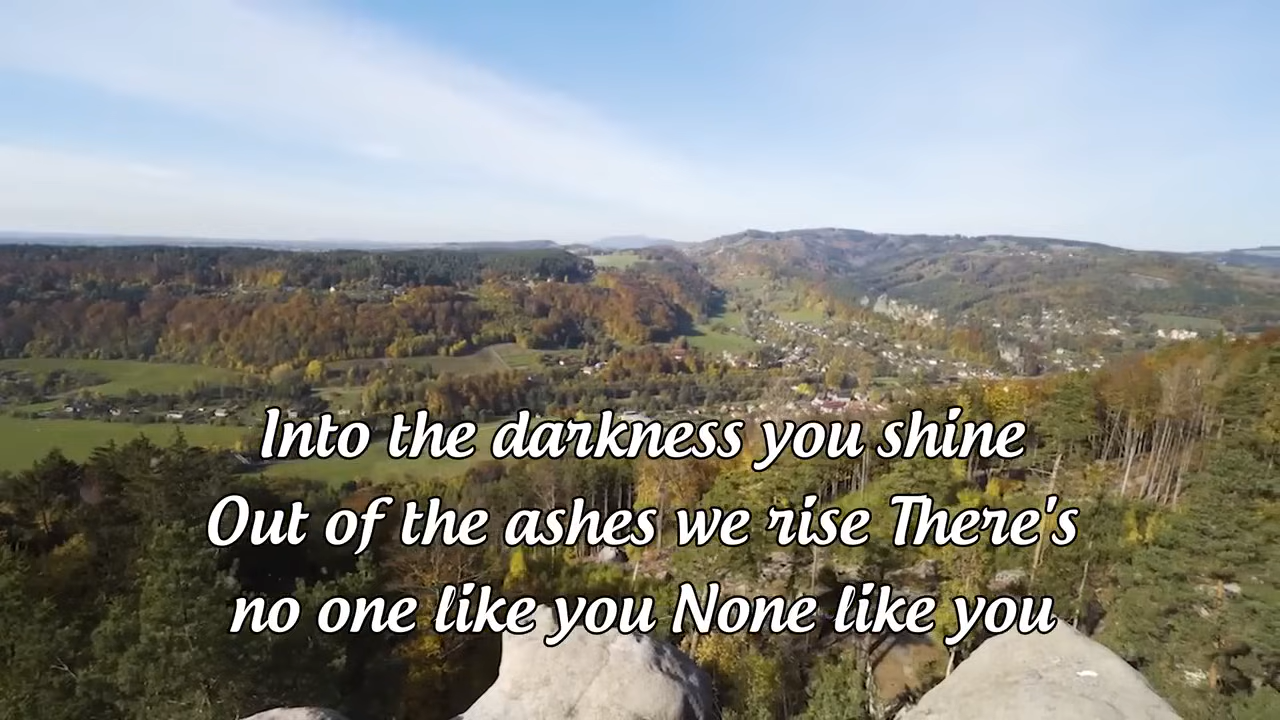 Into the darkness you shine
Out of the ashes we rise There's
no one like you None like you